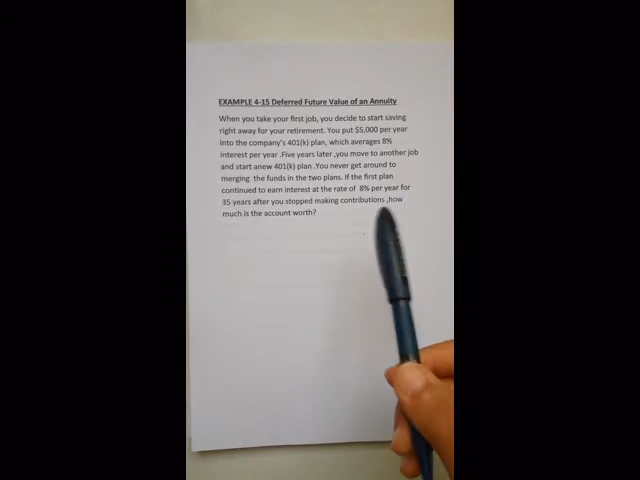 EXAMPLE 4-15 Deferred Future Value of an Annuity
When you take your first job, you decide to start saving
right away for your retirement. You put $5,000 per year
into the company's 401(k) plan, which averages 8%
interest per year .Five years later ,you move to another job
and start anew 401(k) plan .You never get around to
merging the funds in the two plans. If the first plan
continued to earn interest at the rate of 8% per year for
35 years after you stopped making contributions ,how
much is the account worth?